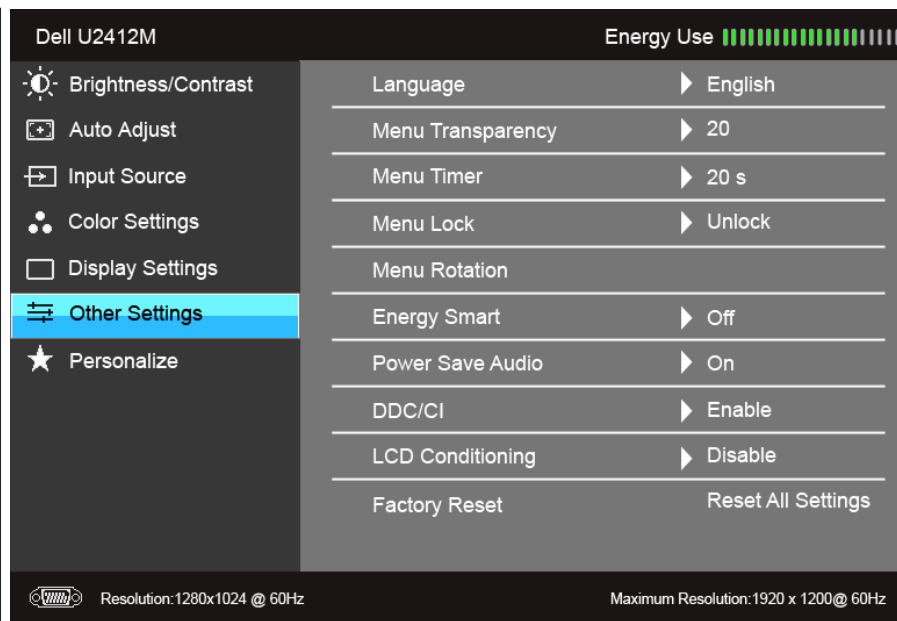 Dell U2412M
Energy Use
Brightness/Contrast
Auto Adjust
Input Source
Color Settings
Display Settings
Other Settings
Personalize
Language English
Menu Transparency 20
Menu Timer 20 s
Menu Lock Unlock
Menu Rotation
Energy Smart Off
Power Save Audio On
DDC/CI Enable
LCD Conditioning Disable
Factory Reset Reset All Settings
Resolution:1280x1024 @ 60Hz
Maximum Resolution:1920 x 1200@ 60Hz